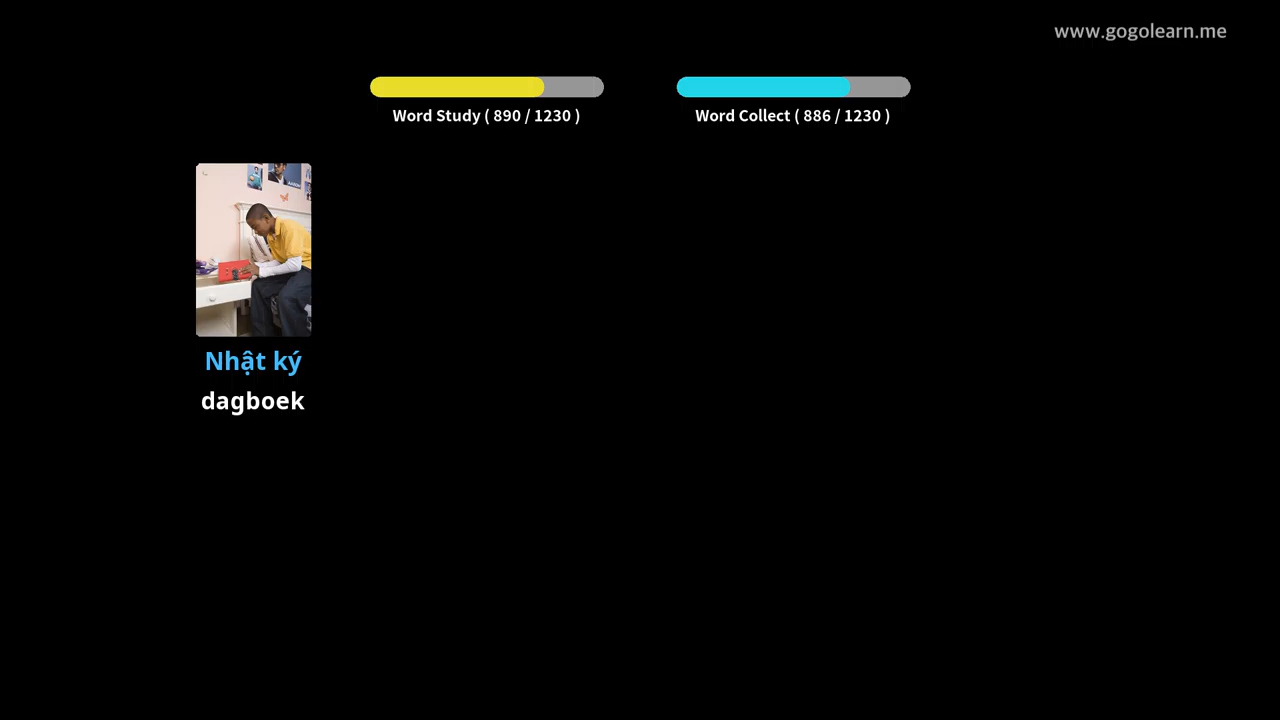 www.gogolearn.me
Word Study ( 890 / 1230 )
Word Collect ( 886 / 1230 )
Nhật ký
dagboek